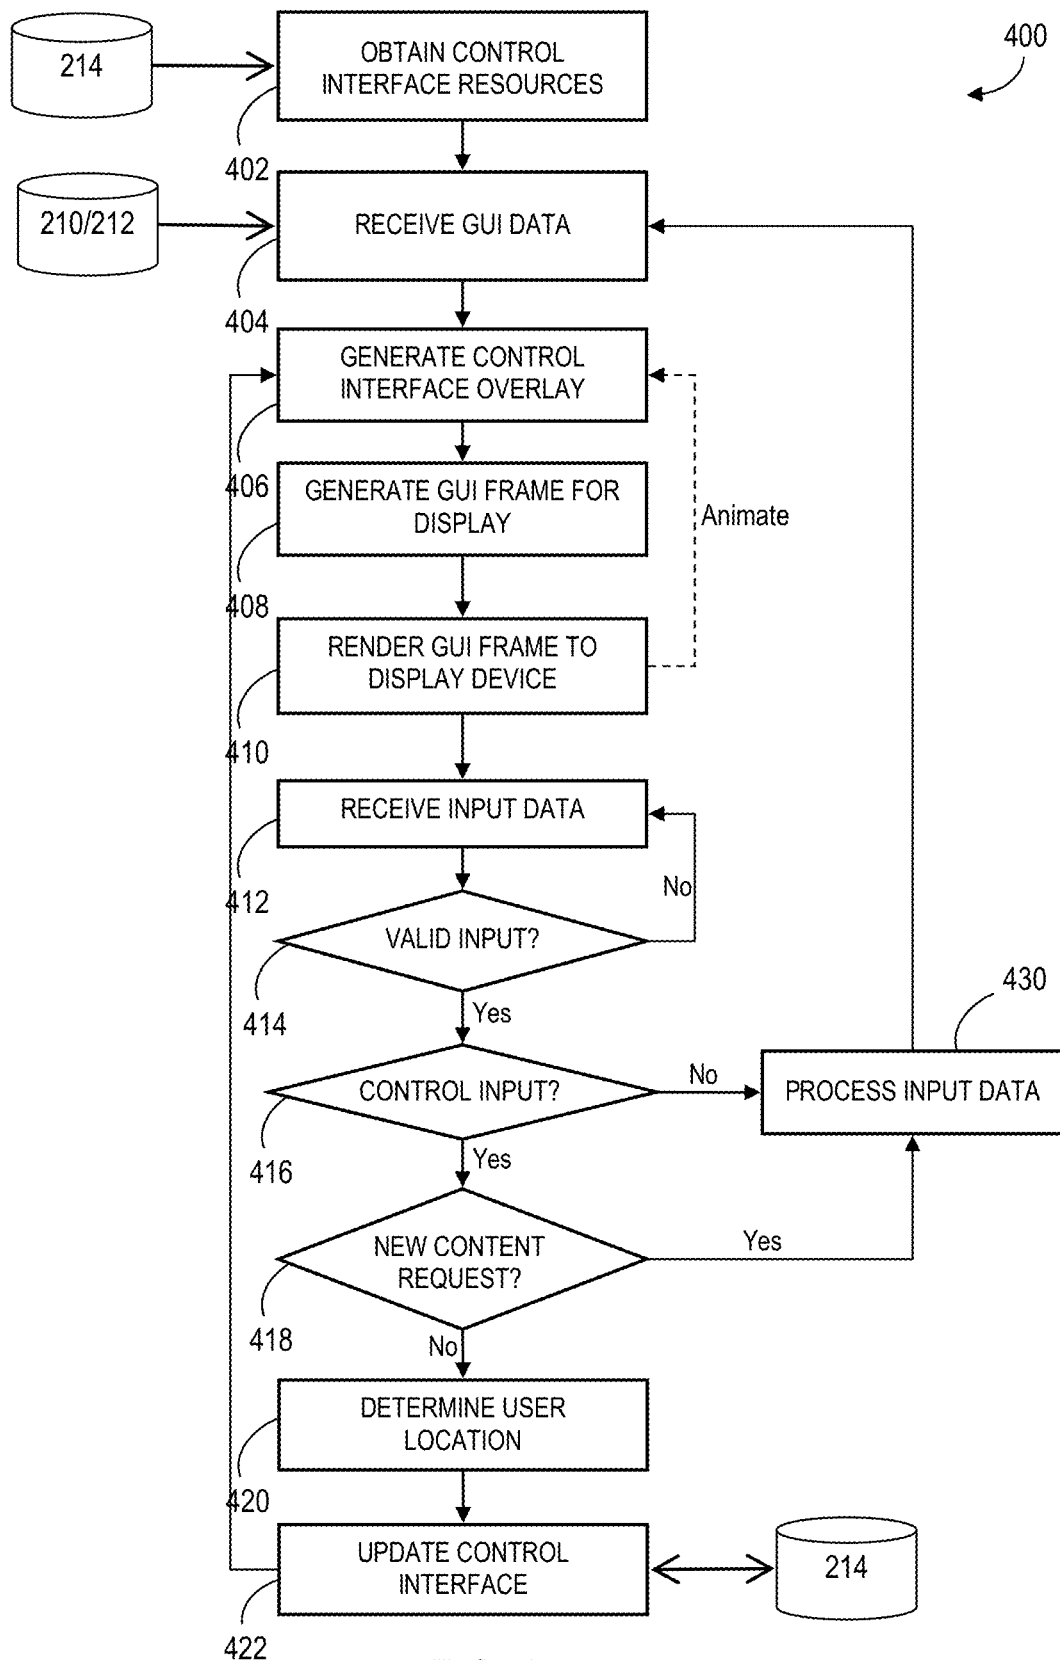 214
OBTAIN CONTROL
INTERFACE RESOURCES
400
402
210/212
RECEIVE GUI DATA
404
GENERATE CONTROL
INTERFACE OVERLAY
406
GENERATE GUI FRAME FOR
DISPLAY
Animate
408
RENDER GUI FRAME TO
DISPLAY DEVICE
410
RECEIVE INPUT DATA
412
No
VALID INPUT?
414
Yes
430
CONTROL INPUT?
No
PROCESS INPUT DATA
416
Yes
NEW CONTENT
REQUEST?
Yes
418
No
DETERMINE USER
LOCATION
420
UPDATE CONTROL
INTERFACE
214
422